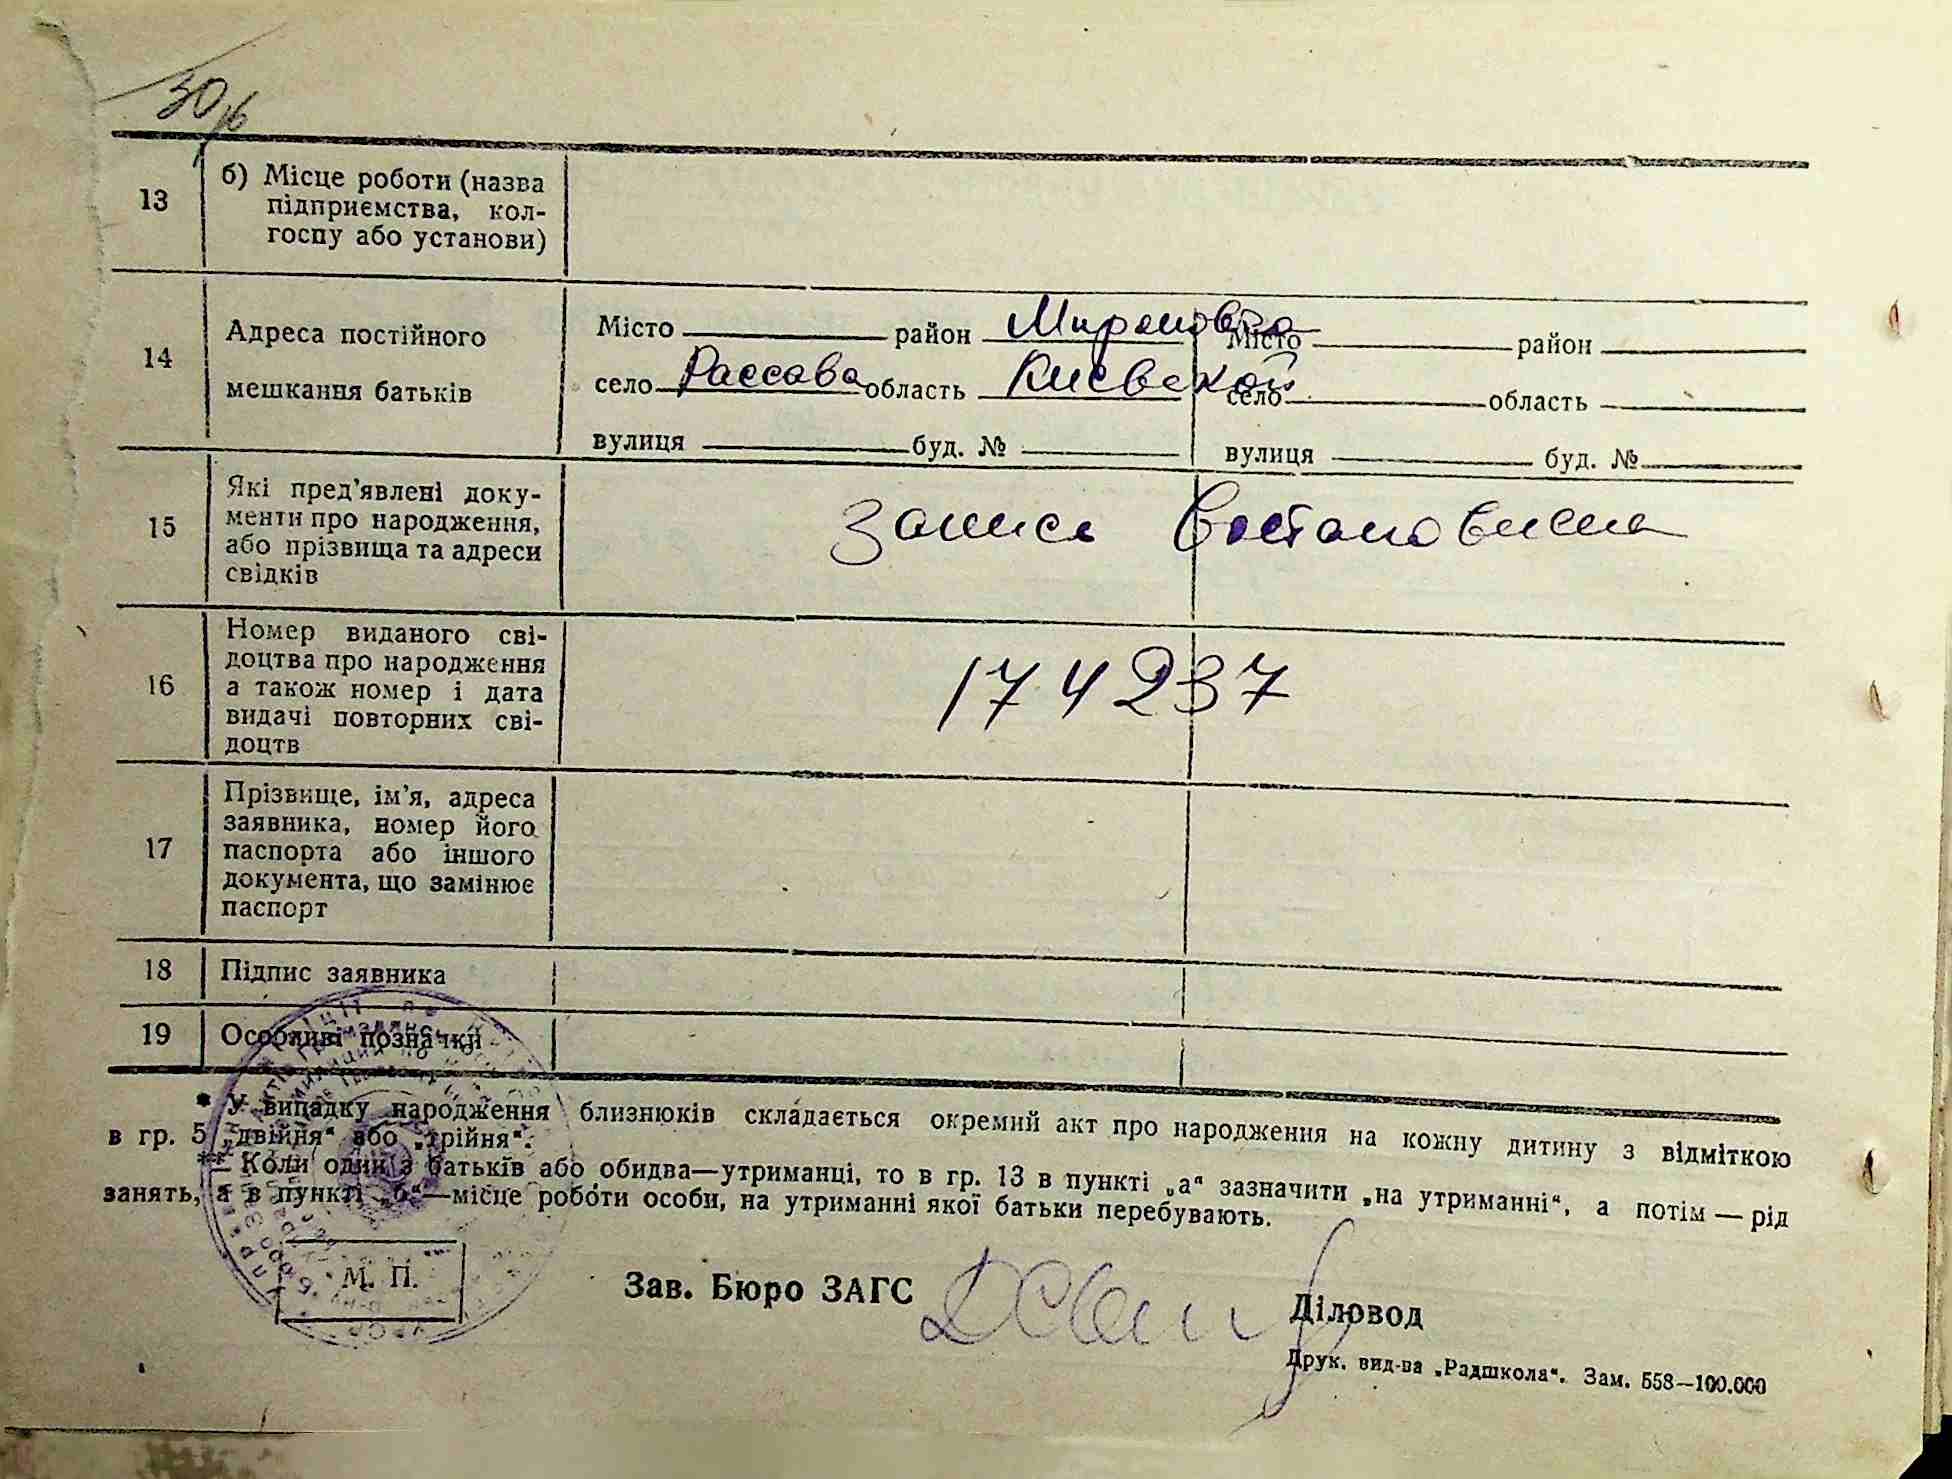 30/б
13
б) Місце роботи (назва
підприємства, кол-
госпу або установи)
14
Адреса постійного
мешкання батьків
Місто район Мироновка
село Рассава область Киевской
вулиця буд. №
Місто район
село область
вулиця буд. №
15
Які пред'явлені доку-
менти про народження,
або прізвища та адреси
свідків
Запись Востановлена
16
Номер виданого сві-
доцтва про народження
а також номер і дата
видачі повторних сві-
доцтв
174237
17
Прізвище, ім'я, адреса
заявника, номер його
паспорта або іншого
документа, що замінює
паспорт
18
Підпис заявника
19
Особливі позначки
* У випадку народження близнюків складається окремий акт про народження на кожну дитину з відміткою
в гр. 5 „двійня“ або „трійня“.
** Коли один з батьків або обидва—утриманці, то в гр. 13 в пункті „а“ зазначити „на утриманні“, а потім — рід
занять, а в пункті „б“—місце роботи особи, на утриманні якої батьки перебувають.
М. П.
Зав. Бюро ЗАГС
Діловод
Друк. вид-ва „Радшкола“. Зам. 558—100.000